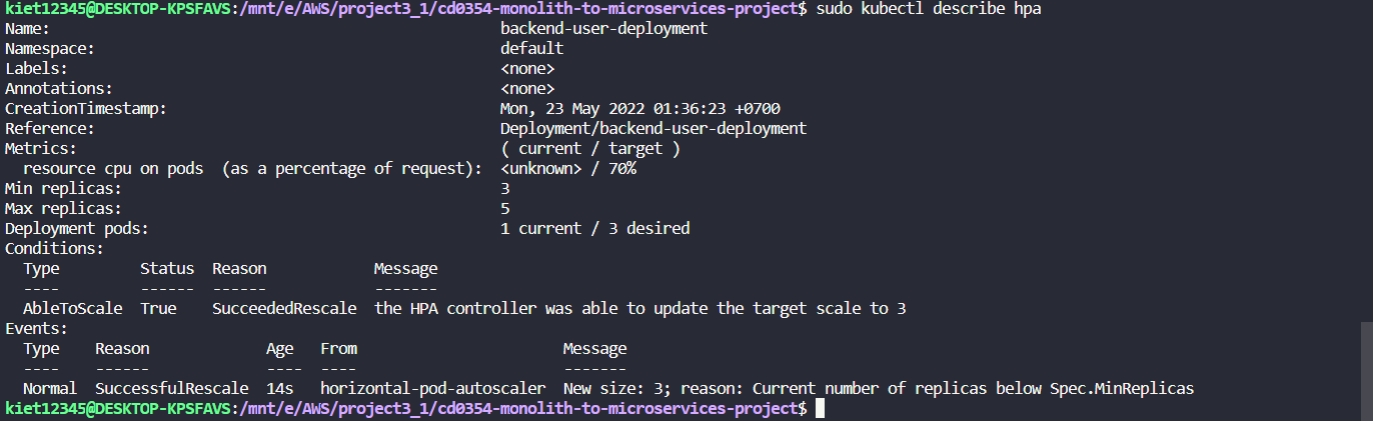 kiet12345@DESKTOP-KPSFAVS:/mnt/e/AWS/project3_1/cd0354-monolith-to-microservices-project$ sudo kubectl describe hpa
Name: backend-user-deployment
Namespace: default
Labels: <none>
Annotations: <none>
CreationTimestamp: Mon, 23 May 2022 01:36:23 +0700
Reference: Deployment/backend-user-deployment
Metrics: ( current / target )
  resource cpu on pods  (as a percentage of request): <unknown> / 70%
Min replicas: 3
Max replicas: 5
Deployment pods: 1 current / 3 desired
Conditions:
  Type         Status  Reason            Message
  ----         ------  ------            -------
  AbleToScale  True    SucceededRescale  the HPA controller was able to update the target scale to 3
Events:
  Type    Reason             Age   From                       Message
  ----    ------             ----  ----                       -------
  Normal  SuccessfulRescale  14s   horizontal-pod-autoscaler  New size: 3; reason: Current number of replicas below Spec.MinReplicas
kiet12345@DESKTOP-KPSFAVS:/mnt/e/AWS/project3_1/cd0354-monolith-to-microservices-project$